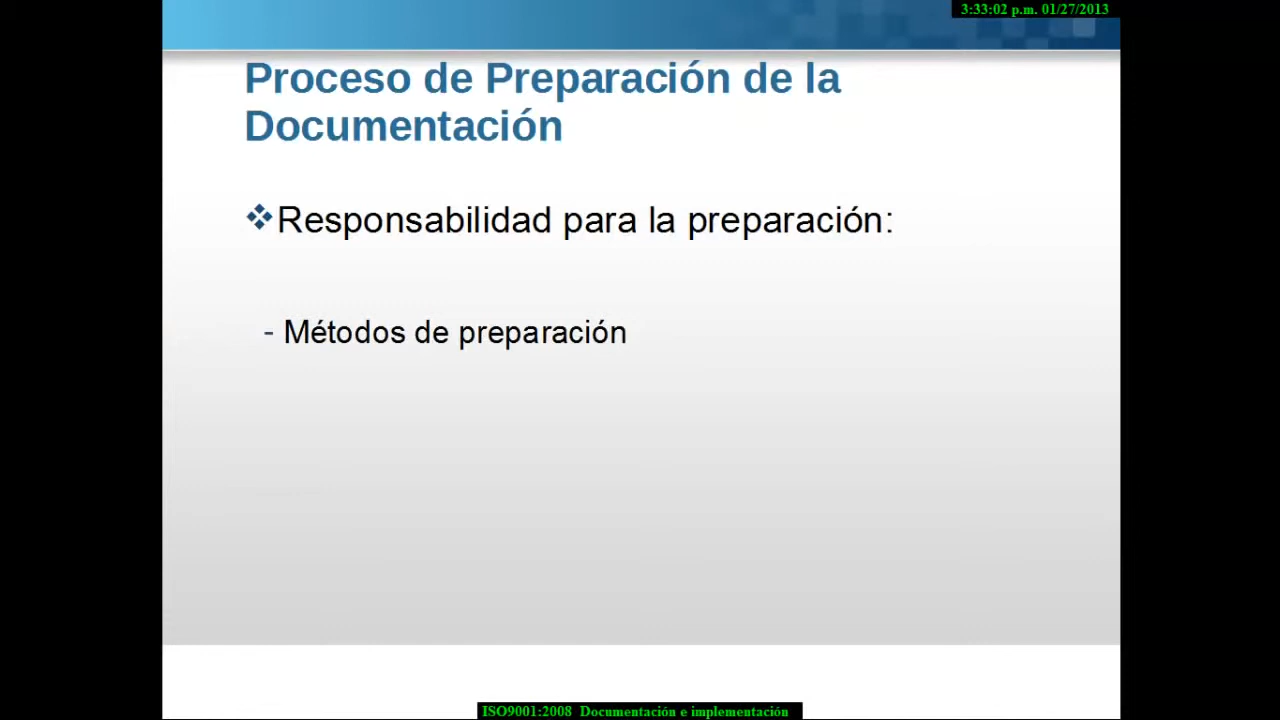 3:33:02 p.m. 01/27/2013
Proceso de Preparación de la
Documentación
Responsabilidad para la preparación:
- Métodos de preparación
ISO9001:2008 Documentación e implementación